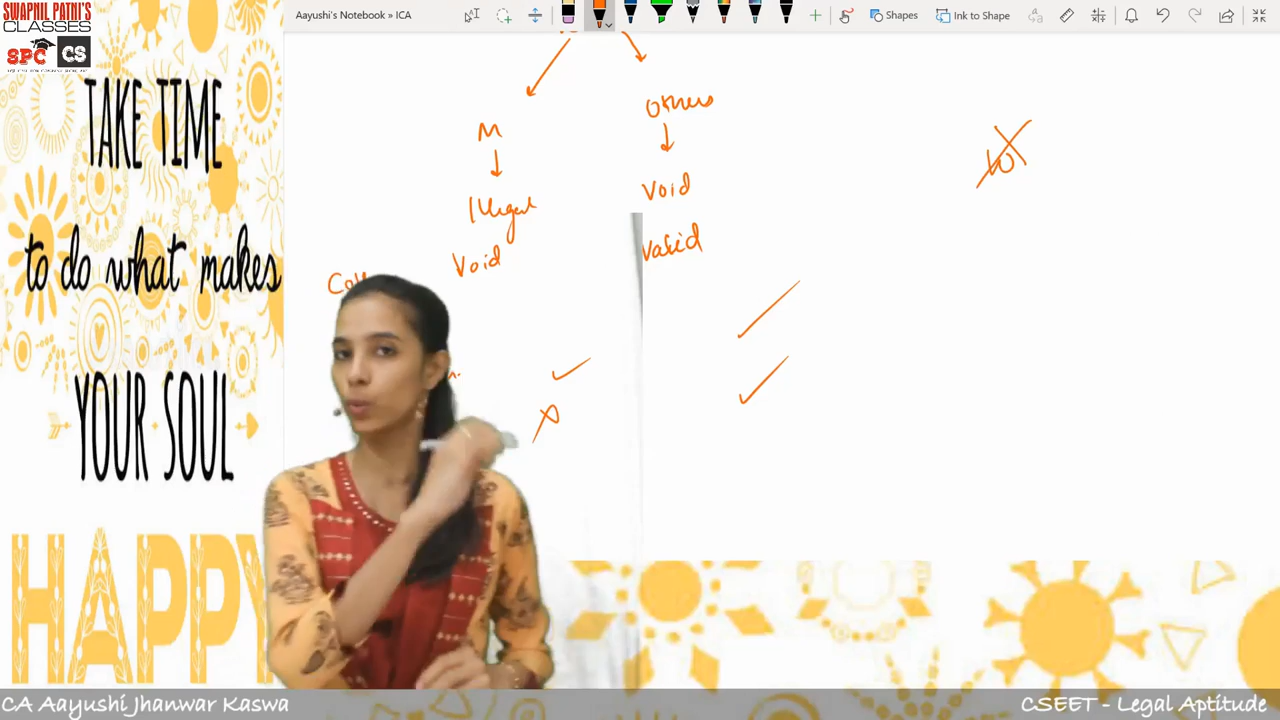 SWAPNIL PATNI'S
CLASSES
SPC CS
TAKE TIME
to do what makes
YOUR SOUL
HAPPY
Aayushi's Notebook » ICA
Shapes
Ink to Shape
M
Others
Illegal
Void
Void
Valid
CA Aayushi Jhanwar Kaswa
CSEET - Legal Aptitude